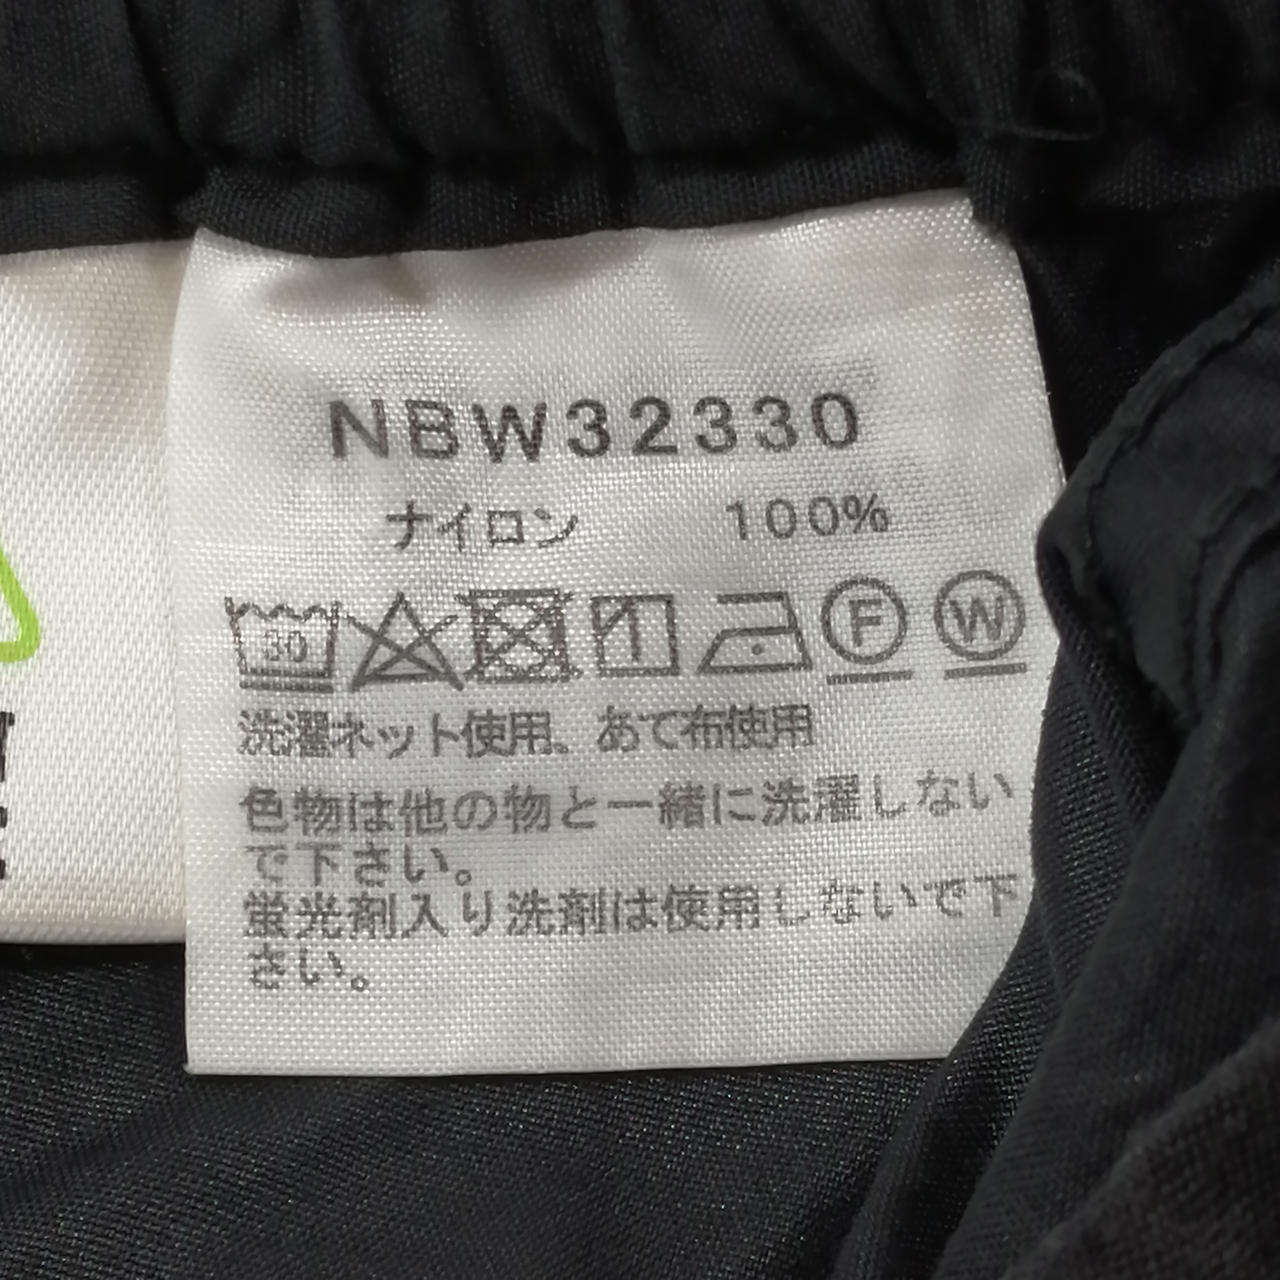 NBW32330
ナイロン 100%
30
F W
洗濯ネット使用、あて布使用
色物は他の物と一緒に洗濯しない
で下さい。
蛍光剤入り洗剤は使用しないで下
さい。